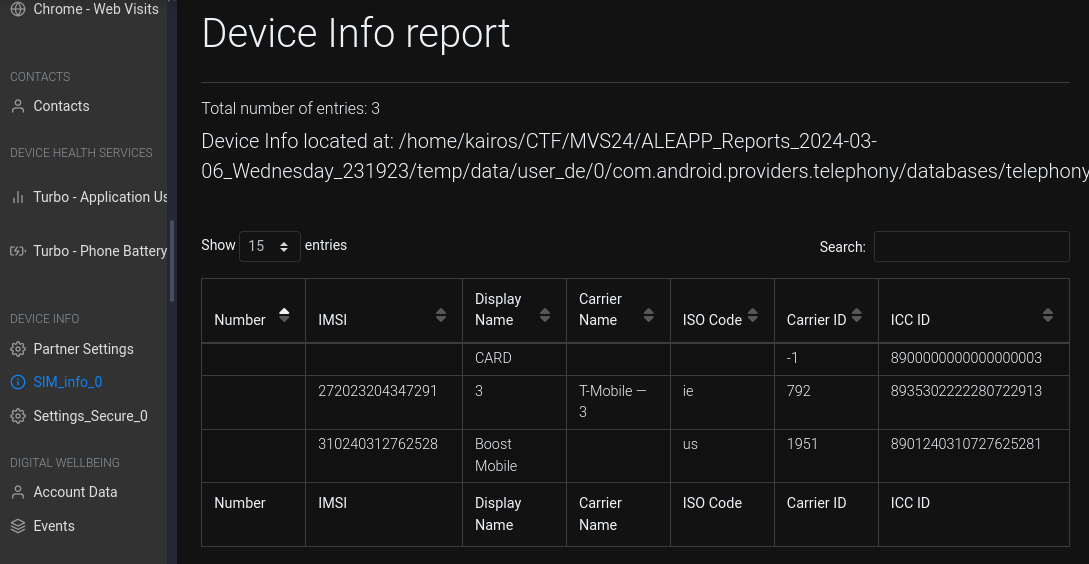 Chrome - Web Visits
CONTACTS
Contacts
DEVICE HEALTH SERVICES
Turbo - Application Us
Turbo - Phone Battery
DEVICE INFO
Partner Settings
SIM_info_0
Settings_Secure_0
DIGITAL WELLBEING
Account Data
Events
Device Info report
Total number of entries: 3
Device Info located at: /home/kairos/CTF/MVS24/ALEAPP_Reports_2024-03-
06_Wednesday_231923/temp/data/user_de/0/com.android.providers.telephony/databases/telephony
Show 15 entries
Search:
Number IMSI Display Name Carrier Name ISO Code Carrier ID ICC ID
CARD -1 8900000000000000003
272023204347291 3 T-Mobile — 3 ie 792 8935302222280722913
310240312762528 Boost Mobile us 1951 8901240310727625281
Number IMSI Display Name Carrier Name ISO Code Carrier ID ICC ID